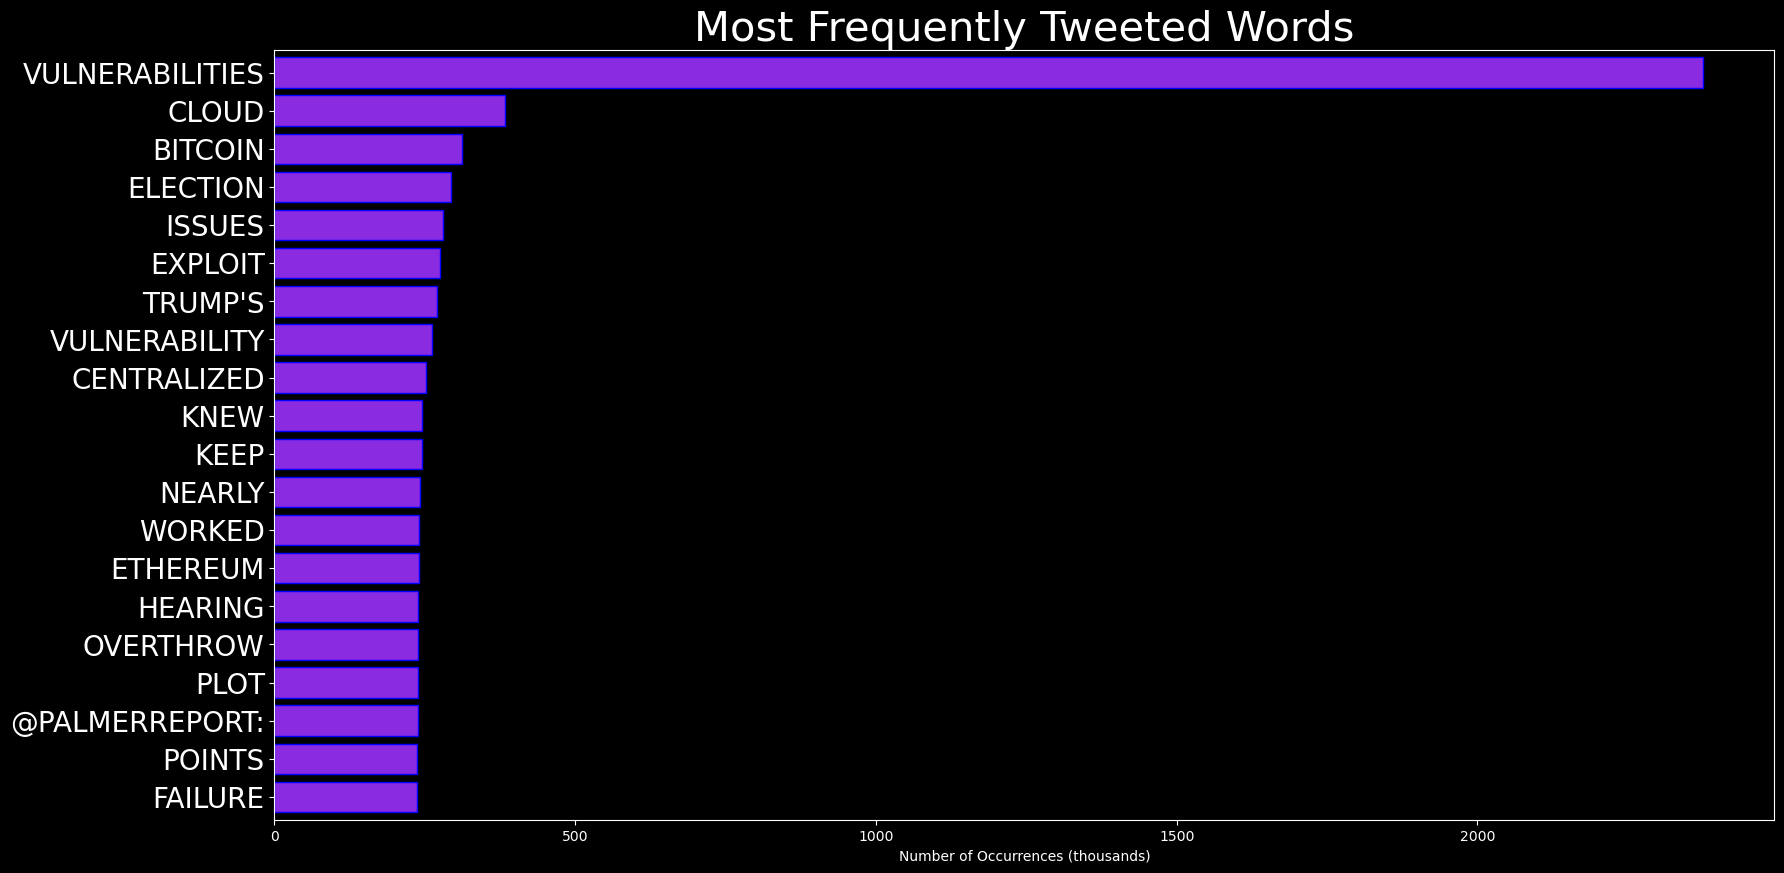 Most Frequently Tweeted Words
VULNERABILITIES
CLOUD
BITCOIN
ELECTION
ISSUES
EXPLOIT
TRUMP'S
VULNERABILITY
CENTRALIZED
KNEW
KEEP
NEARLY
WORKED
ETHEREUM
HEARING
OVERTHROW
PLOT
@PALMERREPORT:
POINTS
FAILURE
0 500 1000 1500 2000
Number of Occurrences (thousands)